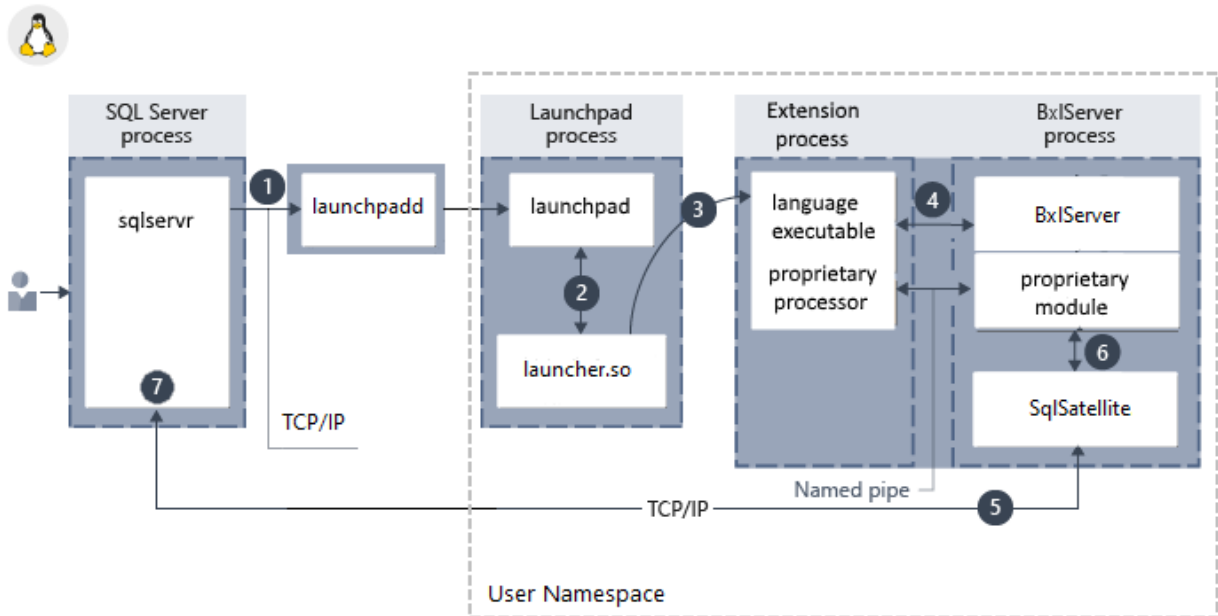 SQL Server
process
Launchpad
process
Extension
process
BxlServer
process
1
launchpadd
launchpad
3
language
executable
4
BxlServer
sqlservr
2
proprietary
processor
proprietary
module
6
launcher.so
7
SqlSatellite
TCP/IP
Named pipe
TCP/IP
5
User Namespace